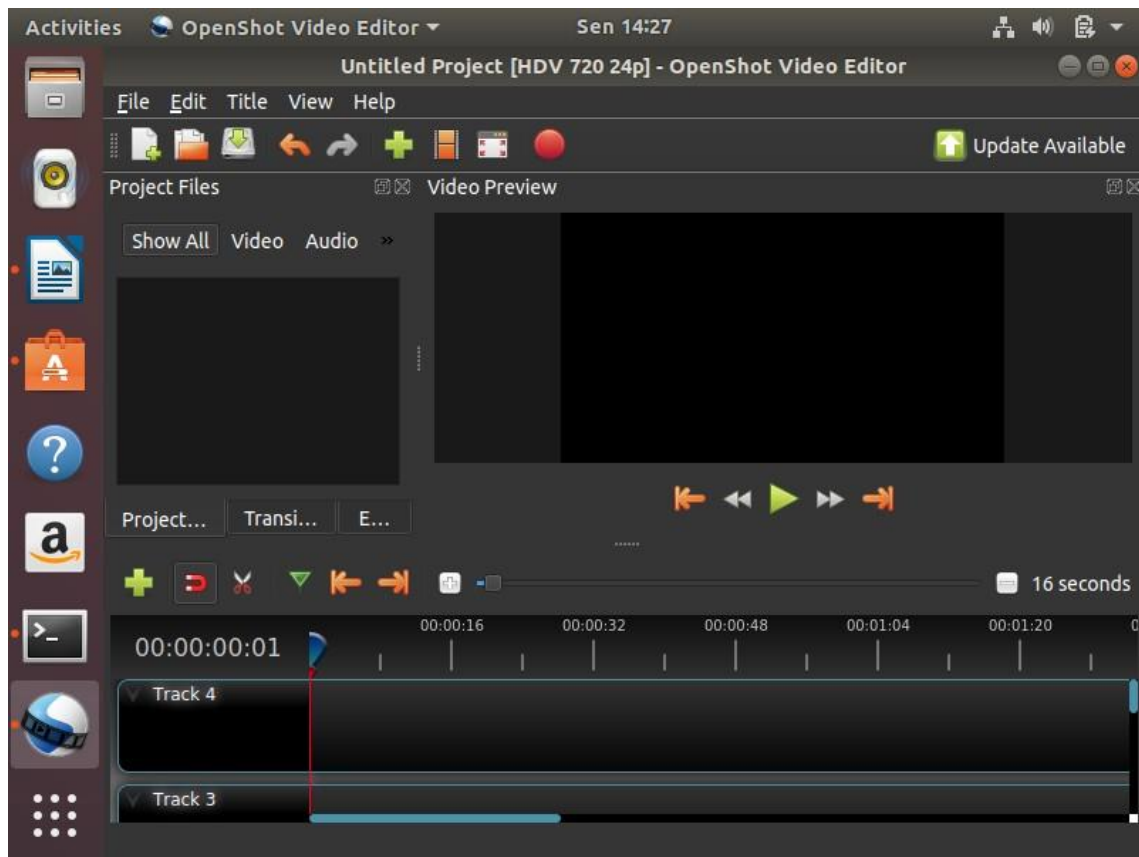 Activities OpenShot Video Editor Sen 14:27
Untitled Project [HDV 720 24p] - OpenShot Video Editor
File Edit Title View Help
Update Available
Project Files Video Preview
Show All Video Audio »
Project... Transi... E...
16 seconds
00:00:16 00:00:32 00:00:48 00:01:04 00:01:20 0
00:00:00:01
Track 4
Track 3
A
?
a
>_